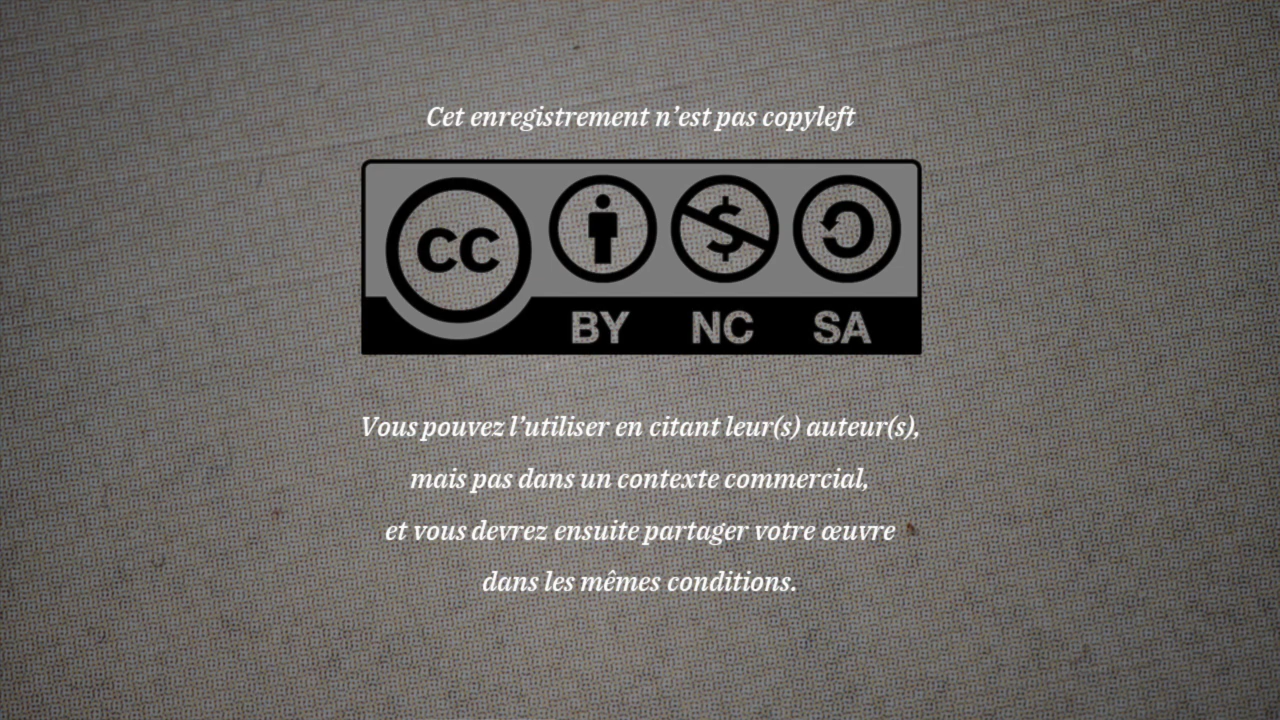 Cet enregistrement n’est pas copyleft
CC
BY NC SA
Vous pouvez l’utiliser en citant leur(s) auteur(s),
mais pas dans un contexte commercial,
et vous devrez ensuite partager votre œuvre
dans les mêmes conditions.